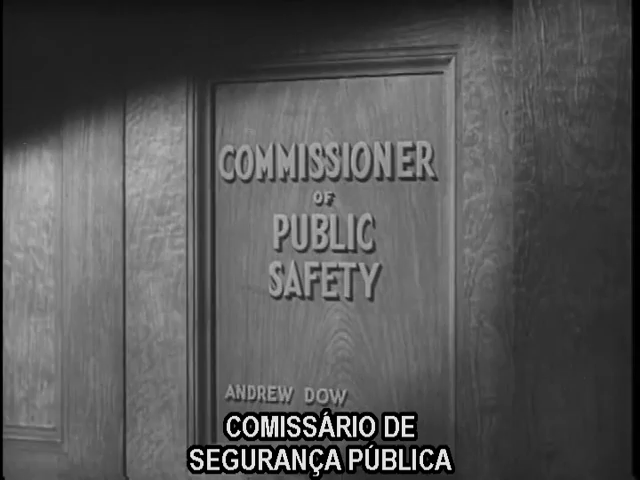 COMMISSIONER
OF
PUBLIC
SAFETY
ANDREW DOW
COMISSÁRIO DE
SEGURANÇA PÚBLICA